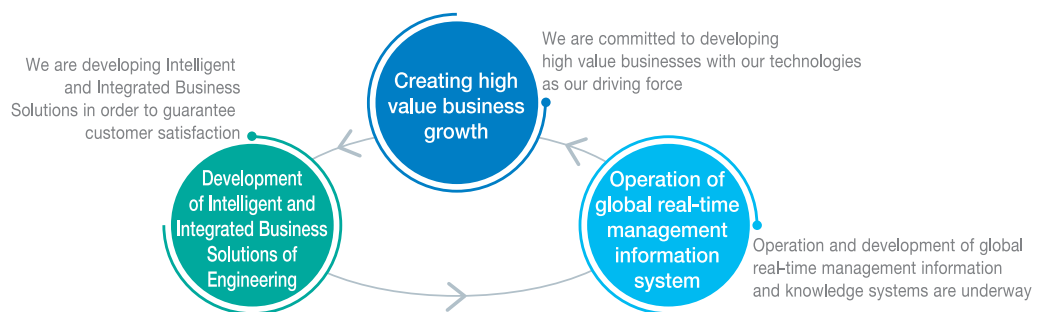 We are developing Intelligent
and Integrated Business
Solutions in order to guarantee
customer satisfaction
Creating high
value business
growth
We are committed to developing
high value businesses with our technologies
as our driving force
Development
of Intelligent and
Integrated Business
Solutions of
Engineering
Operation of
global real-time
management
information
system
Operation and development of global
real-time management information
and knowledge systems are underway